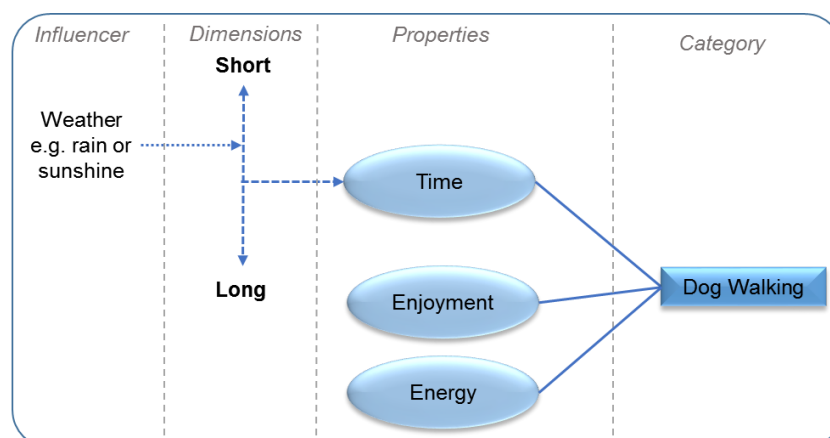 Influencer
Dimensions
Properties
Category
Short
Weather
e.g. rain or
sunshine
Time
Long
Enjoyment
Dog Walking
Energy